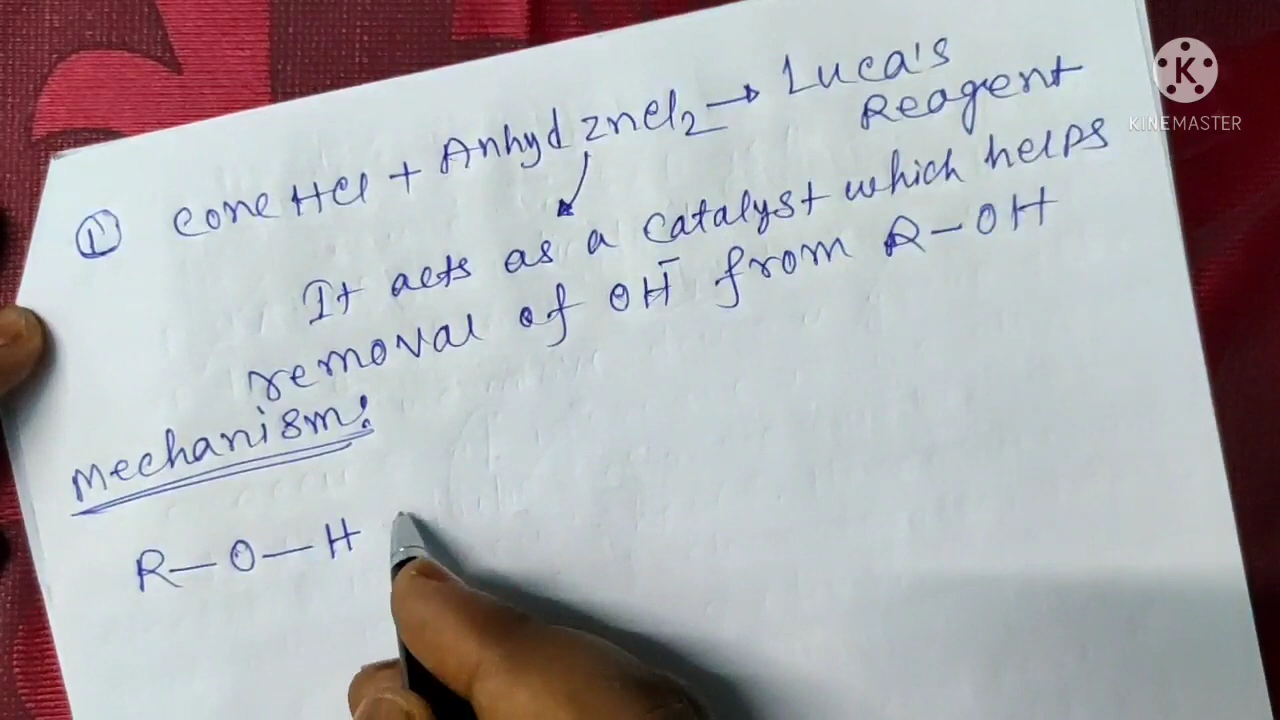 ① conc HCl + Anhyd ZnCl2 → Luca's
Reagent
It acts as a catalyst which helps
removal of OH⁻ from R-OH
Mechanism:
R-O-H
K
KINEMASTER